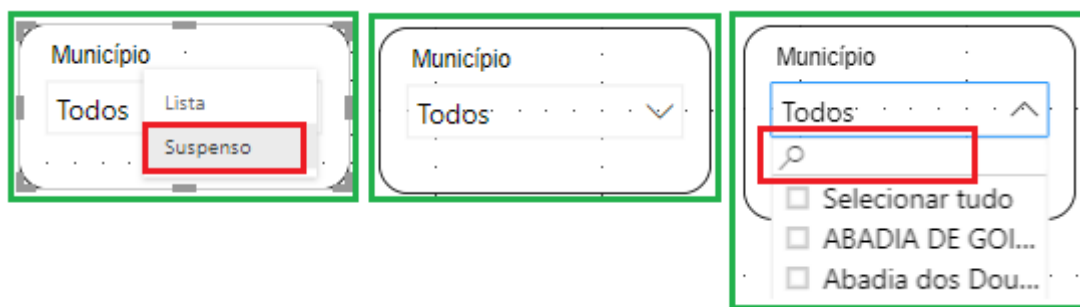 Município
Todos
Lista
Suspenso
Município
Todos
Município
Todos
Selecionar tudo
ABADIA DE GOI...
Abadia dos Dou...